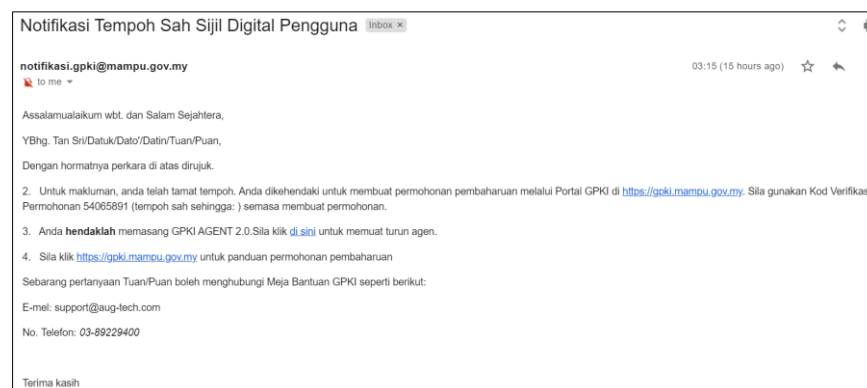 Notifikasi Tempoh Sah Sijil Digital Pengguna Inbox ×
notifikasi.gpki@mampu.gov.my 03:15 (15 hours ago)
to me
Assalamualaikum wbt. dan Salam Sejahtera,
YBhg. Tan Sri/Datuk/Dato'/Datin/Tuan/Puan,
Dengan hormatnya perkara di atas dirujuk.
2. Untuk makluman, anda telah tamat tempoh. Anda dikehendaki untuk membuat permohonan pembaharuan melalui Portal GPKI di https://gpki.mampu.gov.my. Sila gunakan Kod Verifikas
Permohonan 54065891 (tempoh sah sehingga: ) semasa membuat permohonan.
3. Anda hendaklah memasang GPKI AGENT 2.0.Sila klik di sini untuk memuat turun agen.
4. Sila klik https://gpki.mampu.gov.my untuk panduan permohonan pembaharuan
Sebarang pertanyaan Tuan/Puan boleh menghubungi Meja Bantuan GPKI seperti berikut:
E-mel: support@aug-tech.com
No. Telefon: 03-89229400
Terima kasih